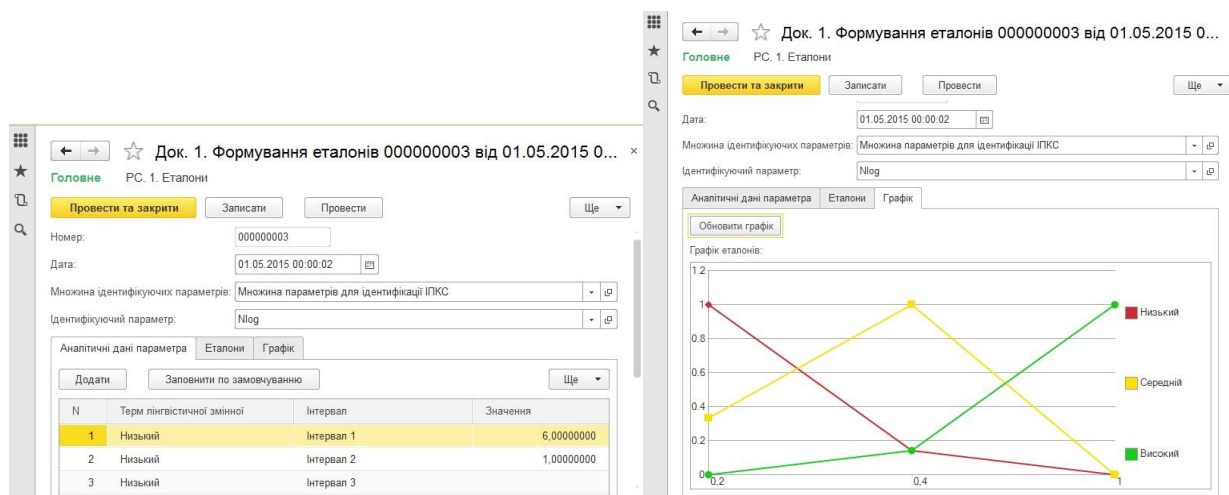 Док. 1. Формування еталонів 000000003 від 01.05.2015 0...
Головне РС. 1. Еталони
Провести та закрити Записати Провести Ще
Номер: 000000003
Дата: 01.05.2015 00:00:02
Множина ідентифікуючих параметрів: Множина параметрів для ідентифікації ІПКС
Ідентифікуючий параметр: Nlog
Аналітичні дані параметра Еталони Графік
Додати Заповнити по замовчуванню Ще
N Терм лінгвістичної змінної Інтервал Значення
1 Низький Інтервал 1 6,00000000
2 Низький Інтервал 2 1,00000000
3 Низький Інтервал 3
Док. 1. Формування еталонів 000000003 від 01.05.2015 0...
Головне РС. 1. Еталони
Провести та закрити Записати Провести Ще
Дата: 01.05.2015 00:00:02
Множина ідентифікуючих параметрів: Множина параметрів для ідентифікації ІПКС
Ідентифікуючий параметр: Nlog
Аналітичні дані параметра Еталони Графік
Обновити графік
Графік еталонів:
1.2
1
Низький
0.8
0.6
Середній
0.4
0.2
Високий
0
0,2 0,4 1